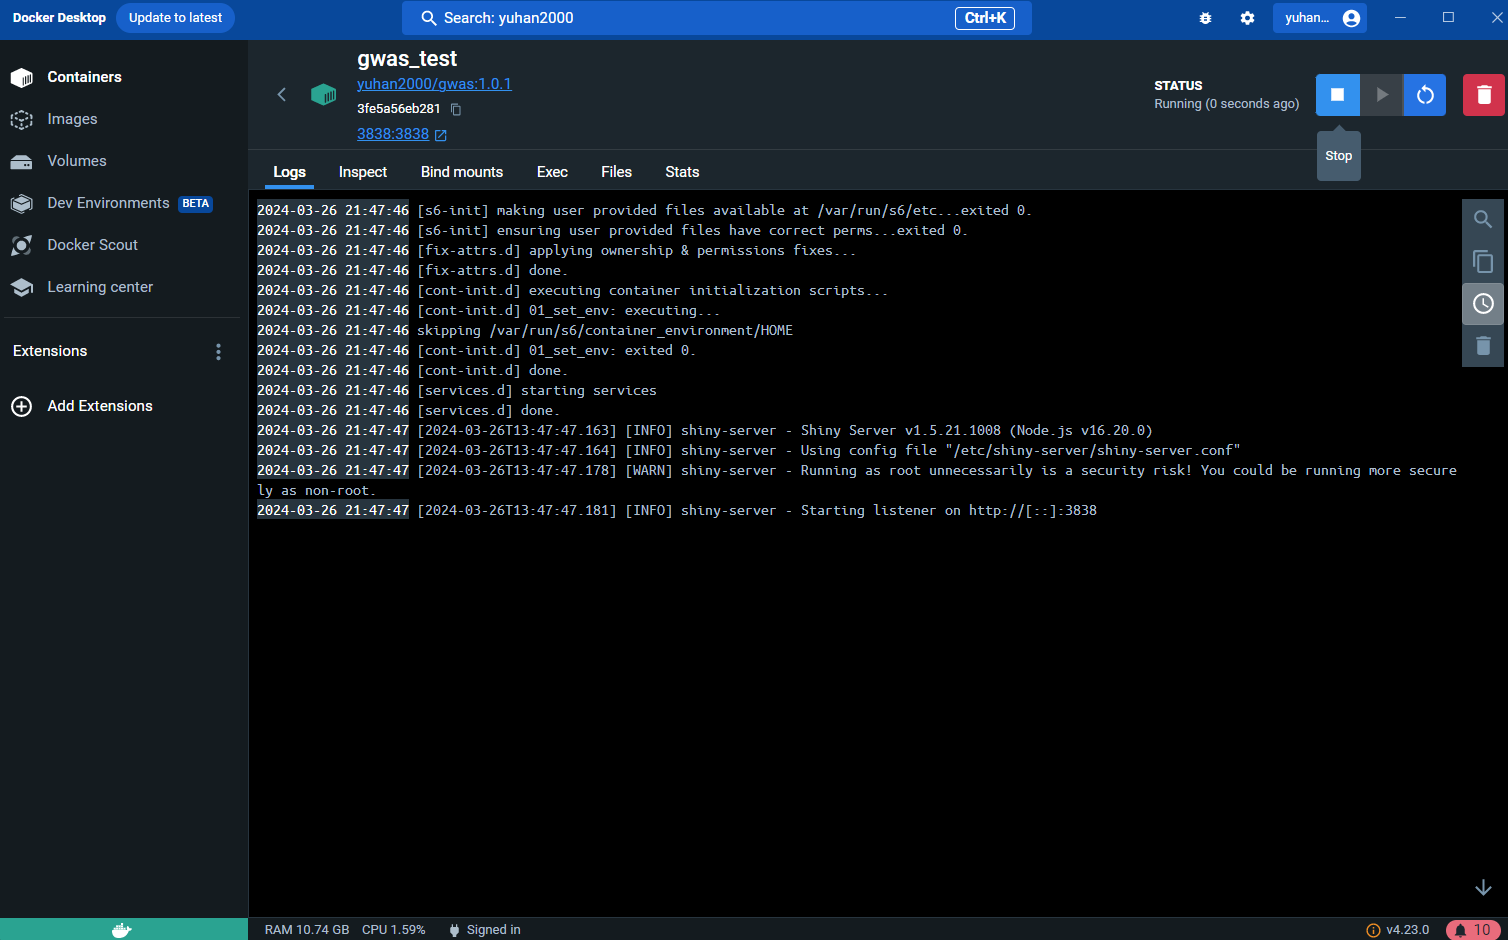 Docker Desktop
Update to latest
Search: yuhan2000
Ctrl+K
yuhan...
Containers
Images
Volumes
Dev Environments BETA
Docker Scout
Learning center
Extensions
Add Extensions
gwas_test
yuhan2000/gwas:1.0.1
3fe5a56eb281
3838:3838
STATUS
Running (0 seconds ago)
Stop
Logs Inspect Bind mounts Exec Files Stats
2024-03-26 21:47:46 [s6-init] making user provided files available at /var/run/s6/etc...exited 0.
2024-03-26 21:47:46 [s6-init] ensuring user provided files have correct perms...exited 0.
2024-03-26 21:47:46 [fix-attrs.d] applying ownership & permissions fixes...
2024-03-26 21:47:46 [fix-attrs.d] done.
2024-03-26 21:47:46 [cont-init.d] executing container initialization scripts...
2024-03-26 21:47:46 [cont-init.d] 01_set_env: executing...
2024-03-26 21:47:46 skipping /var/run/s6/container_environment/HOME
2024-03-26 21:47:46 [cont-init.d] 01_set_env: exited 0.
2024-03-26 21:47:46 [cont-init.d] done.
2024-03-26 21:47:46 [services.d] starting services
2024-03-26 21:47:46 [services.d] done.
2024-03-26 21:47:47 [2024-03-26T13:47:47.163] [INFO] shiny-server - Shiny Server v1.5.21.1008 (Node.js v16.20.0)
2024-03-26 21:47:47 [2024-03-26T13:47:47.164] [INFO] shiny-server - Using config file "/etc/shiny-server/shiny-server.conf"
2024-03-26 21:47:47 [2024-03-26T13:47:47.178] [WARN] shiny-server - Running as root unnecessarily is a security risk! You could be running more secure
ly as non-root.
2024-03-26 21:47:47 [2024-03-26T13:47:47.181] [INFO] shiny-server - Starting listener on http://[::]:3838
RAM 10.74 GB CPU 1.59% Signed in
v4.23.0
10